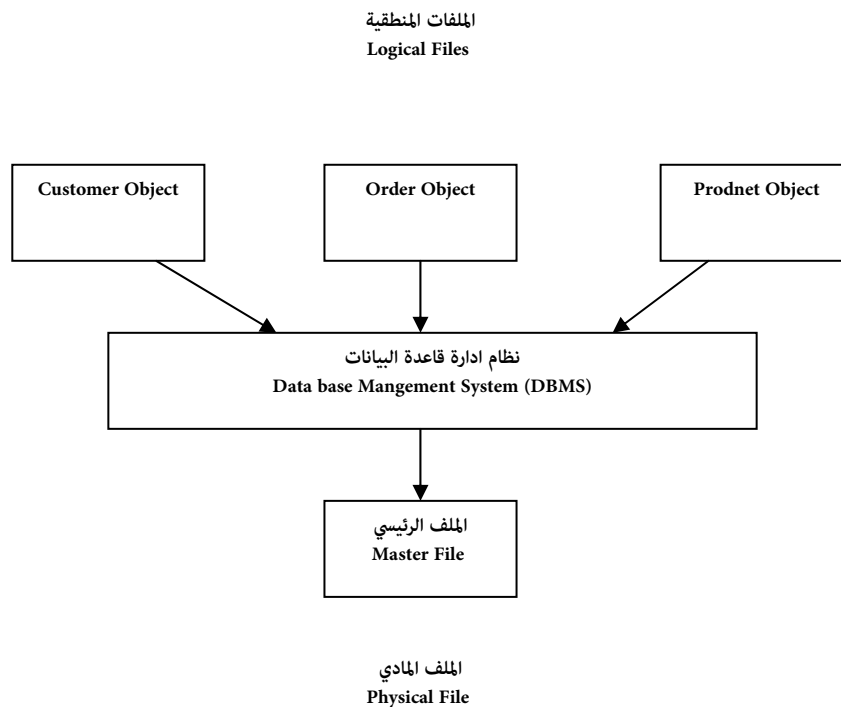 الملفات المنطقية
Logical Files
Customer Object
Order Object
Prodnet Object
نظام ادارة قاعدة البيانات
Data base Mangement System (DBMS)
الملف الرئيسي
Master File
الملف المادي
Physical File